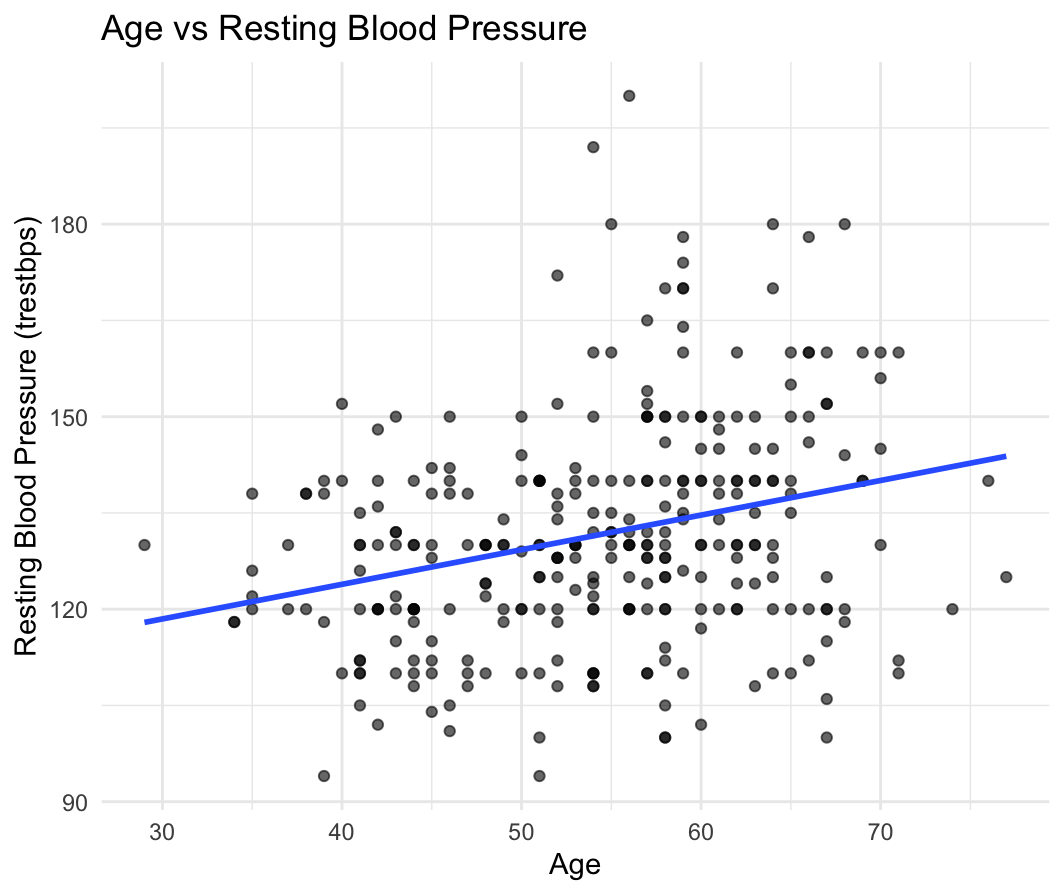 Age vs Resting Blood Pressure
Resting Blood Pressure (trestbps)
180
150
120
90
30 40 50 60 70
Age